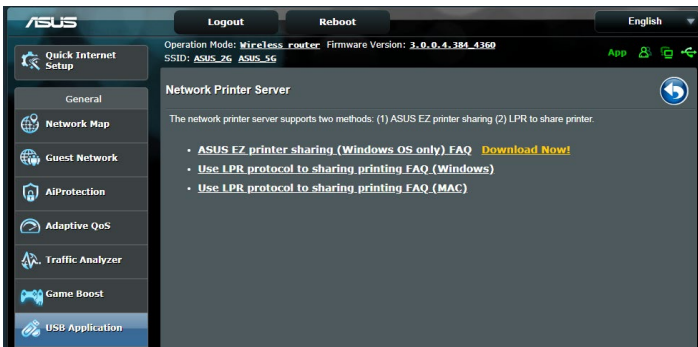 ASUS
Logout
Reboot
English
Quick Internet Setup
Operation Mode: Wireless router Firmware Version: 3.0.0.4.384_4360
SSID: ASUS_2G ASUS_5G
App
General
Network Map
Guest Network
AiProtection
Adaptive QoS
Traffic Analyzer
Game Boost
USB Application
Network Printer Server
The network printer server supports two methods: (1) ASUS EZ printer sharing (2) LPR to share printer.
ASUS EZ printer sharing (Windows OS only) FAQ Download Now!
Use LPR protocol to sharing printing FAQ (Windows)
Use LPR protocol to sharing printing FAQ (MAC)